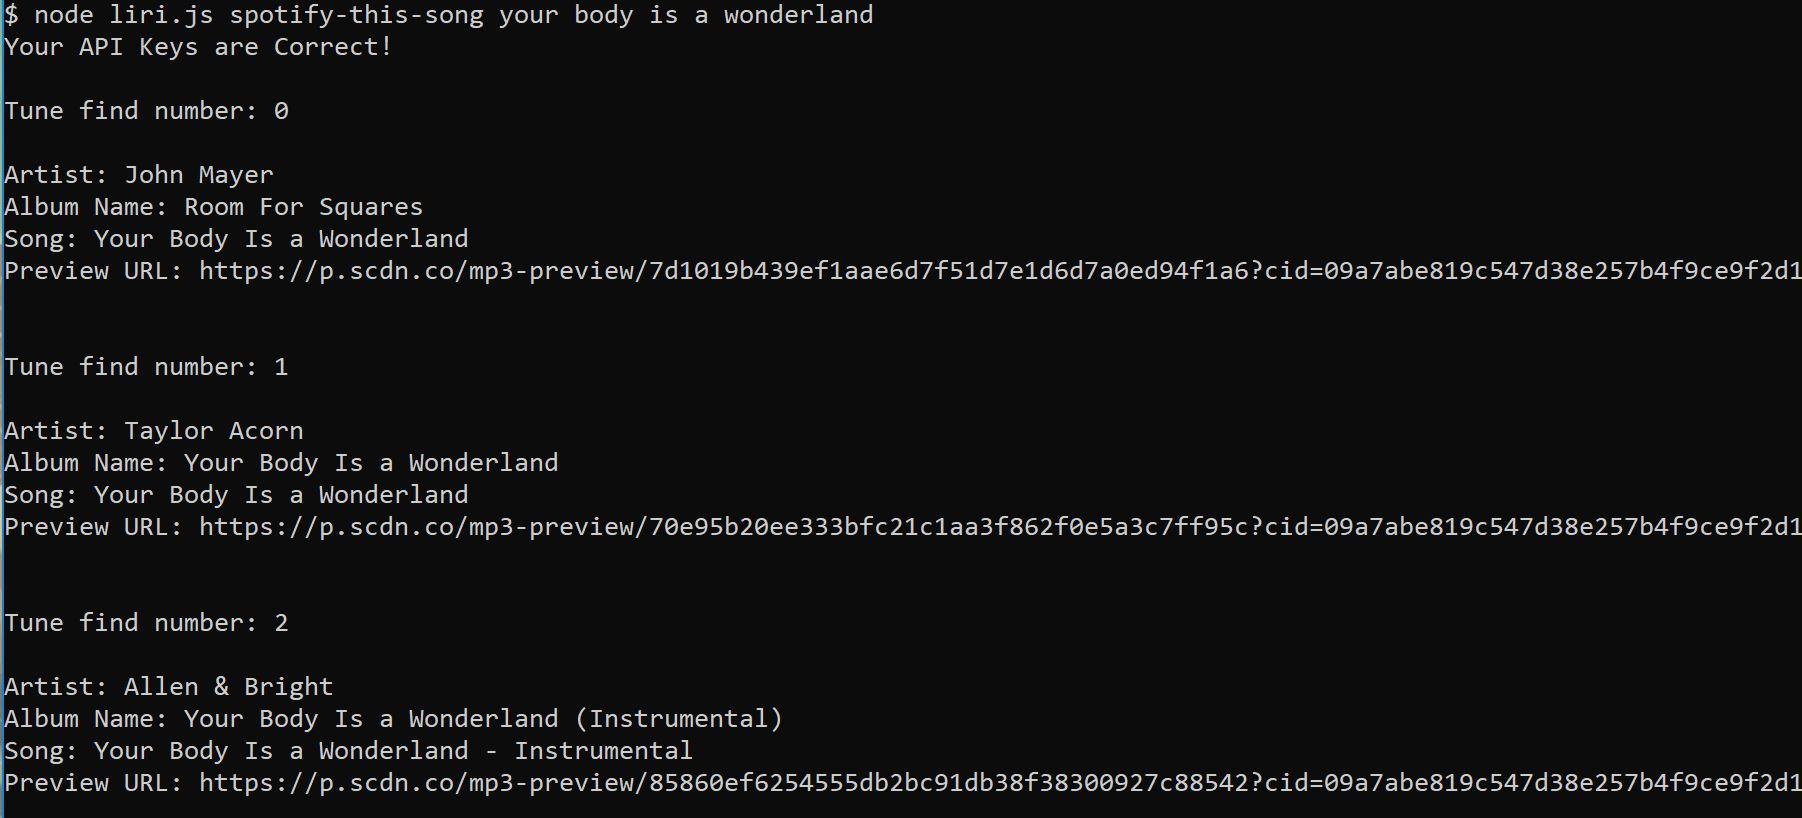 $ node liri.js spotify-this-song your body is a wonderland
Your API Keys are Correct!
Tune find number: 0
Artist: John Mayer
Album Name: Room For Squares
Song: Your Body Is a Wonderland
Preview URL: https://p.scdn.co/mp3-preview/7d1019b439ef1aae6d7f51d7e1d6d7a0ed94f1a6?cid=09a7abe819c547d38e257b4f9ce9f2d1
Tune find number: 1
Artist: Taylor Acorn
Album Name: Your Body Is a Wonderland
Song: Your Body Is a Wonderland
Preview URL: https://p.scdn.co/mp3-preview/70e95b20ee333bfc21c1aa3f862f0e5a3c7ff95c?cid=09a7abe819c547d38e257b4f9ce9f2d1
Tune find number: 2
Artist: Allen & Bright
Album Name: Your Body Is a Wonderland (Instrumental)
Song: Your Body Is a Wonderland - Instrumental
Preview URL: https://p.scdn.co/mp3-preview/85860ef6254555db2bc91db38f38300927c88542?cid=09a7abe819c547d38e257b4f9ce9f2d1